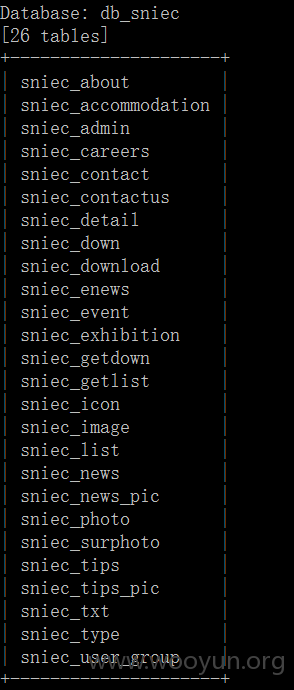 Database: db_sniec
[26 tables]
+---------------------+
| sniec_about |
| sniec_accommodation |
| sniec_admin |
| sniec_careers |
| sniec_contact |
| sniec_contactus |
| sniec_detail |
| sniec_down |
| sniec_download |
| sniec_enews |
| sniec_event |
| sniec_exhibition |
| sniec_getdown |
| sniec_getlist |
| sniec_icon |
| sniec_image |
| sniec_list |
| sniec_news |
| sniec_news_pic |
| sniec_photo |
| sniec_surphoto |
| sniec_tips |
| sniec_tips_pic |
| sniec_txt |
| sniec_type |
| sniec_user_group |
+---------------------+
www.wooyun.org